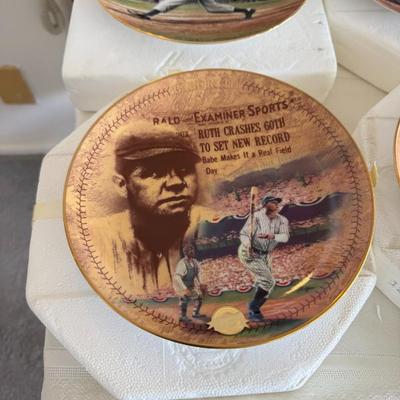 RALD-EXAMINER SPORTS
RUTH CRASHES 60TH
TO SET NEW RECORD
Babe Makes It a Real Field
Day